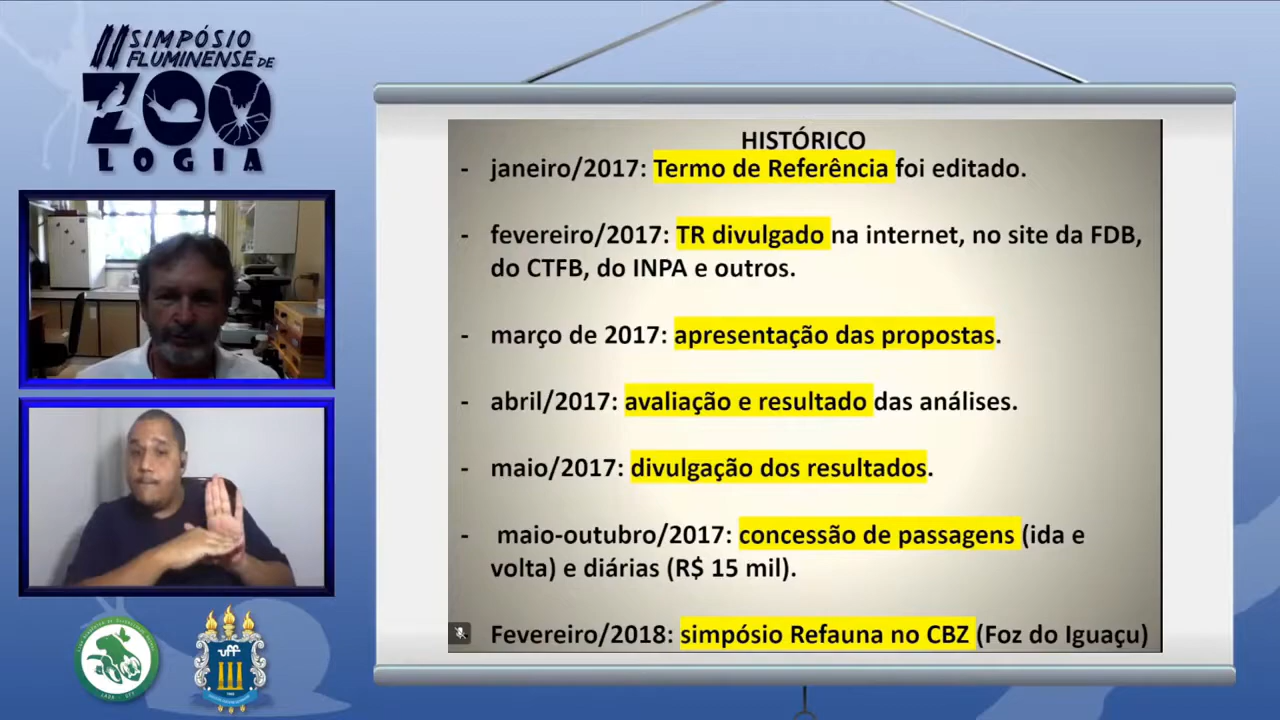 II SIMPÓSIO
FLUMINENSE DE
ZOO
LOGIA
HISTÓRICO
- janeiro/2017: Termo de Referência foi editado.
- fevereiro/2017: TR divulgado na internet, no site da FDB,
do CTFB, do INPA e outros.
- março de 2017: apresentação das propostas.
- abril/2017: avaliação e resultado das análises.
- maio/2017: divulgação dos resultados.
- maio-outubro/2017: concessão de passagens (ida e
volta) e diárias (R$ 15 mil).
Fevereiro/2018: simpósio Refauna no CBZ (Foz do Iguaçu)
uff